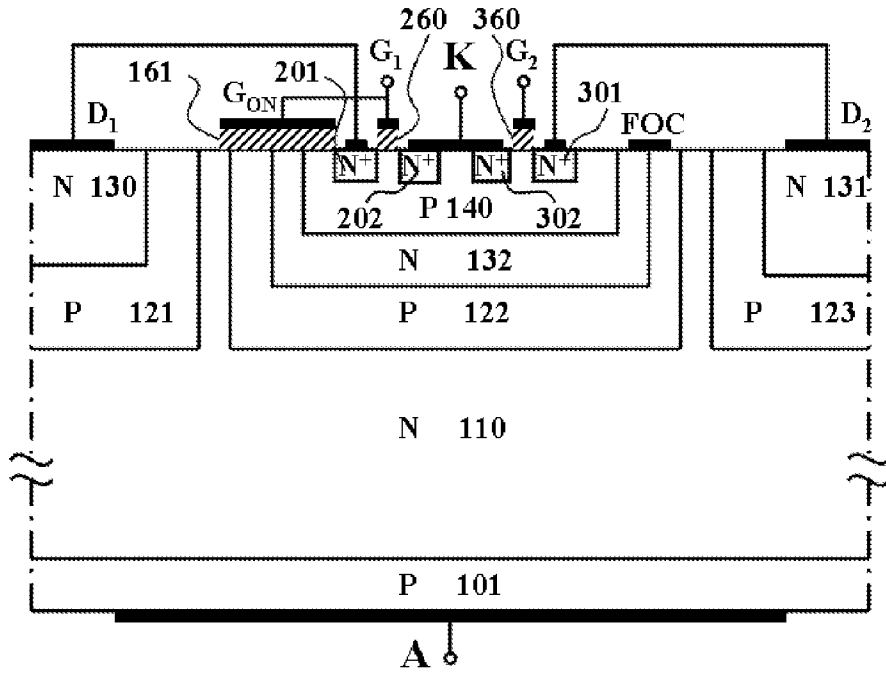 260 360
G₁ K G₂
161 201
G_ON 301
D₁ FOC D₂
N 130 N⁺ N⁺ N⁺ N⁺ N 131
202 P 140 302
N 132
P 121 P 122 P 123
N 110
P 101
A